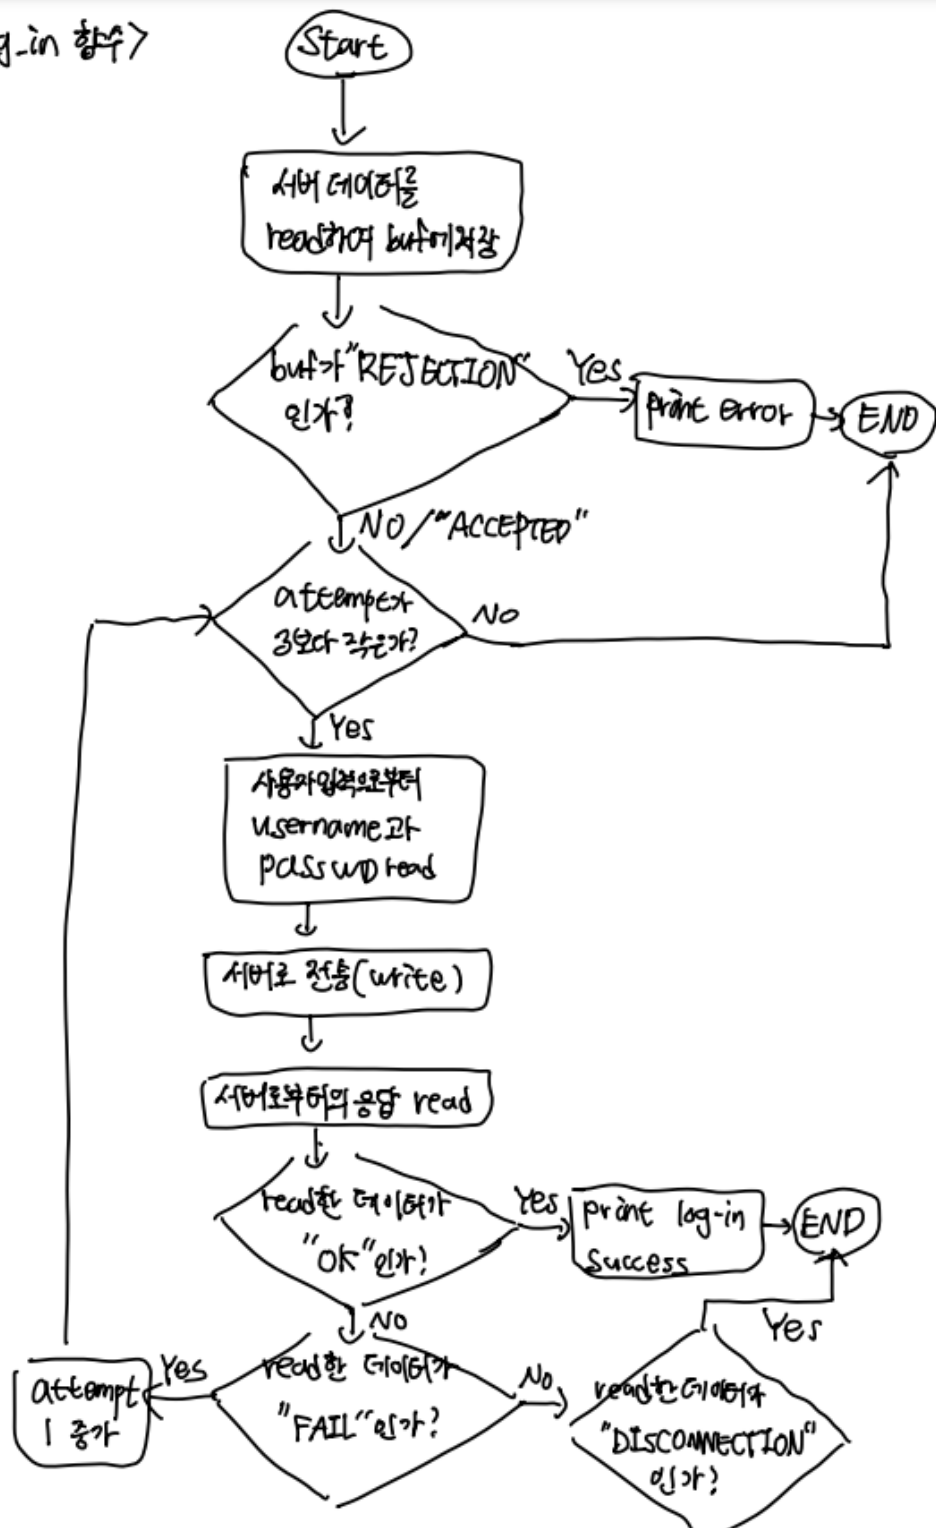 g_in 함수>
Start
서버 데이터를
read하여 buf에 저장
buf가 "REJECTION"
인가?
Yes
print error
END
NO / "ACCEPTED"
attempt가
3보다 작은가?
No
Yes
사용자 입력으로부터
username과
passwD read
서버로 전송(write)
서버로부터의 응답 read
read한 데이터가
"OK"인가?
Yes
print log-in
success
END
NO
read한 데이터가
"FAIL"인가?
Yes
attempt
1 증가
No
read한 데이터가
"DISCONNECTION"
인가?
Yes